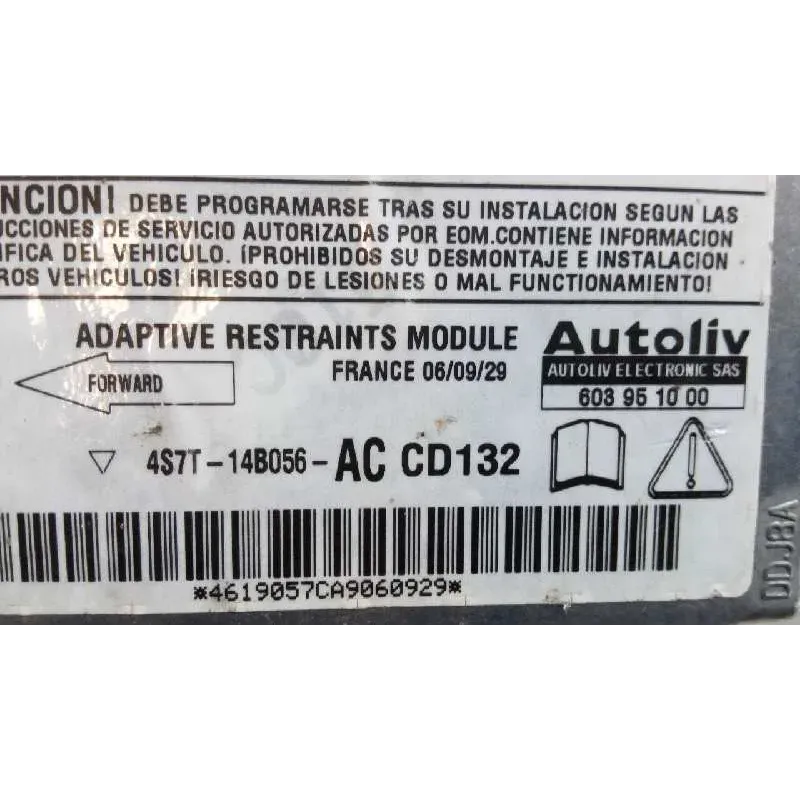 NCION! DEBE PROGRAMARSE TRAS SU INSTALACION SEGUN LAS
UCCIONES DE SERVICIO AUTORIZADAS POR EOM.CONTIENE INFORMACION
IFICA DEL VEHICULO. ¡PROHIBIDOS SU DESMONTAJE E INSTALACION
ROS VEHICULOS! ¡RIESGO DE LESIONES O MAL FUNCIONAMIENTO!
ADAPTIVE RESTRAINTS MODULE
FRANCE 06/09/29
Autoliv
AUTOLIV ELECTRONIC SAS
603 95 10 00
FORWARD
4S7T-14B056-AC CD132
*4619057CA9060929*
DDJBA